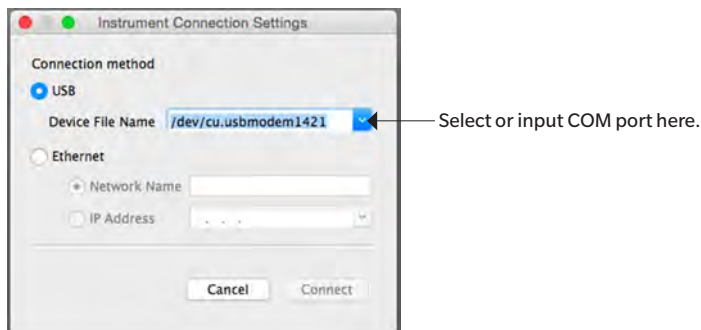 Instrument Connection Settings
Connection method
USB
Device File Name /dev/cu.usbmodem1421
Select or input COM port here.
Ethernet
Network Name
IP Address . . .
Cancel Connect